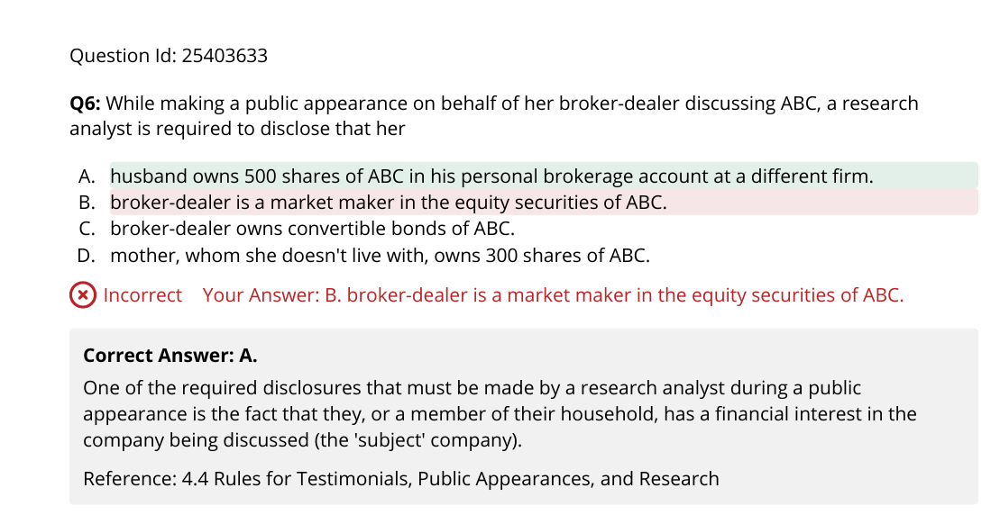 Question Id: 25403633
Q6: While making a public appearance on behalf of her broker-dealer discussing ABC, a research
analyst is required to disclose that her
A. husband owns 500 shares of ABC in his personal brokerage account at a different firm.
B. broker-dealer is a market maker in the equity securities of ABC.
C. broker-dealer owns convertible bonds of ABC.
D. mother, whom she doesn't live with, owns 300 shares of ABC.
Incorrect Your Answer: B. broker-dealer is a market maker in the equity securities of ABC.
Correct Answer: A.
One of the required disclosures that must be made by a research analyst during a public
appearance is the fact that they, or a member of their household, has a financial interest in the
company being discussed (the 'subject' company).
Reference: 4.4 Rules for Testimonials, Public Appearances, and Research